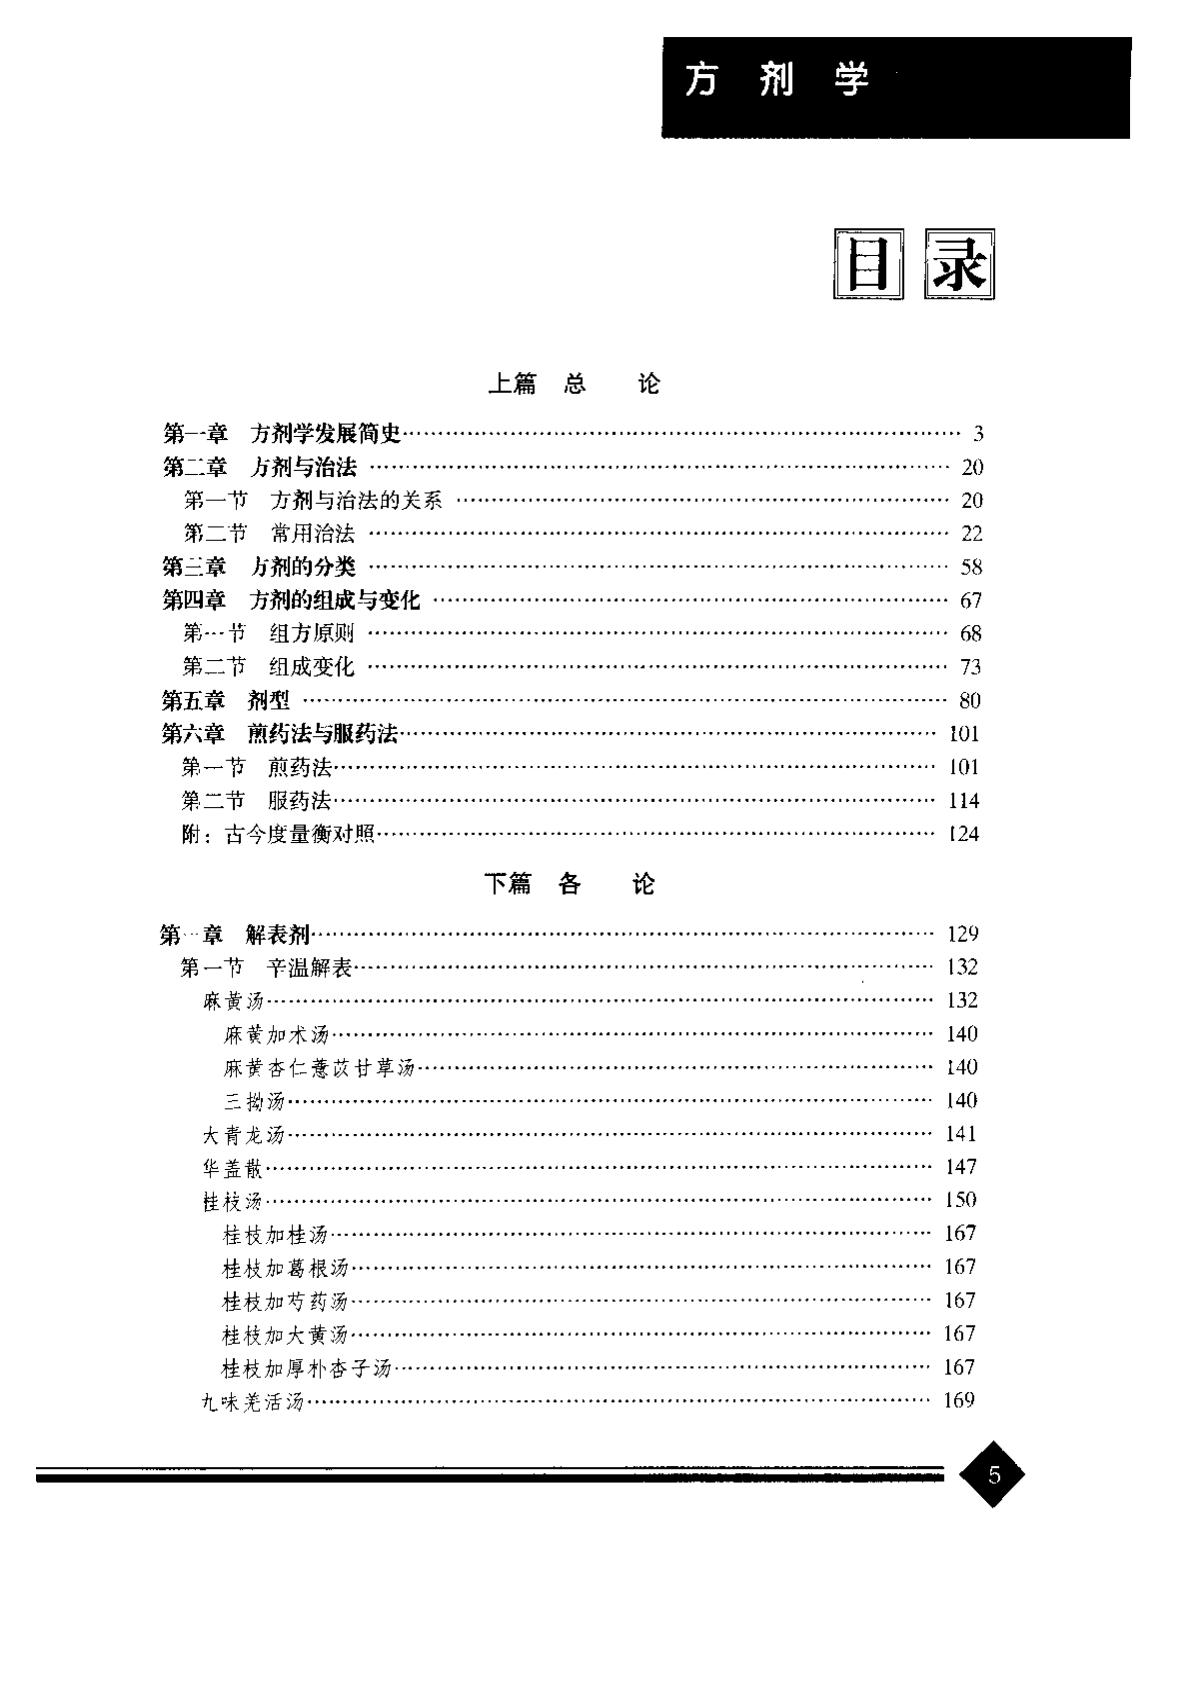 方 剂 学
目 录
上篇 总 论
第一章 方剂学发展简史…………………………………… 3
第二章 方剂与治法 …………………………………… 20
第一节 方剂与治法的关系 …………………………………… 20
第二节 常用治法 …………………………………… 22
第三章 方剂的分类 …………………………………… 58
第四章 方剂的组成与变化 …………………………………… 67
第一节 组方原则 …………………………………… 68
第二节 组成变化 …………………………………… 73
第五章 剂型 …………………………………… 80
第六章 煎药法与服药法…………………………………… 101
第一节 煎药法…………………………………… 101
第二节 服药法…………………………………… 114
附：古今度量衡对照…………………………………… 124
下篇 各 论
第一章 解表剂…………………………………… 129
第一节 辛温解表…………………………………… 132
麻黄汤…………………………………… 132
麻黄加术汤…………………………………… 140
麻黄杏仁薏苡甘草汤…………………………………… 140
三拗汤…………………………………… 140
大青龙汤…………………………………… 141
华盖散…………………………………… 147
桂枝汤…………………………………… 150
桂枝加桂汤…………………………………… 167
桂枝加葛根汤…………………………………… 167
桂枝加芍药汤…………………………………… 167
桂枝加大黄汤…………………………………… 167
桂枝加厚朴杏子汤…………………………………… 167
九味羌活汤…………………………………… 169
5